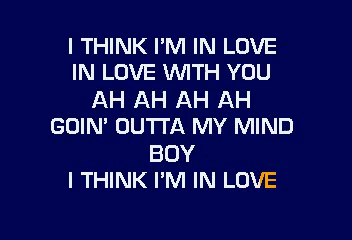 I THINK I'M IN LOVE
IN LOVE WITH YOU
AH AH AH AH
GOIN' OUTTA MY MIND
BOY
I THINK I'M IN LOVE